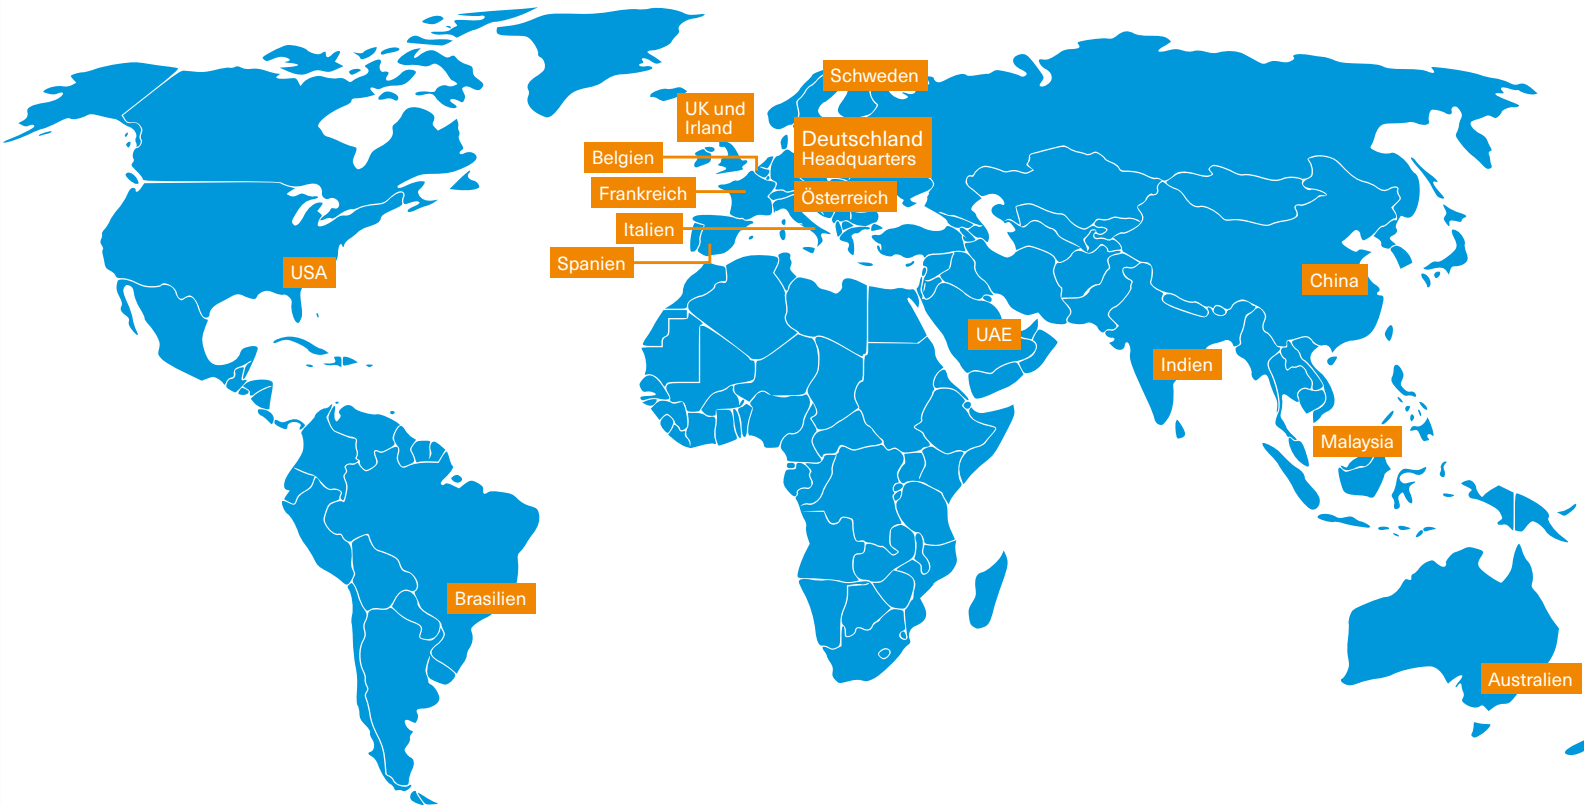 Schweden
UK und
Irland
Deutschland
Headquarters
Belgien
Frankreich
Österreich
Italien
Spanien
USA
China
UAE
Indien
Malaysia
Brasilien
Australien